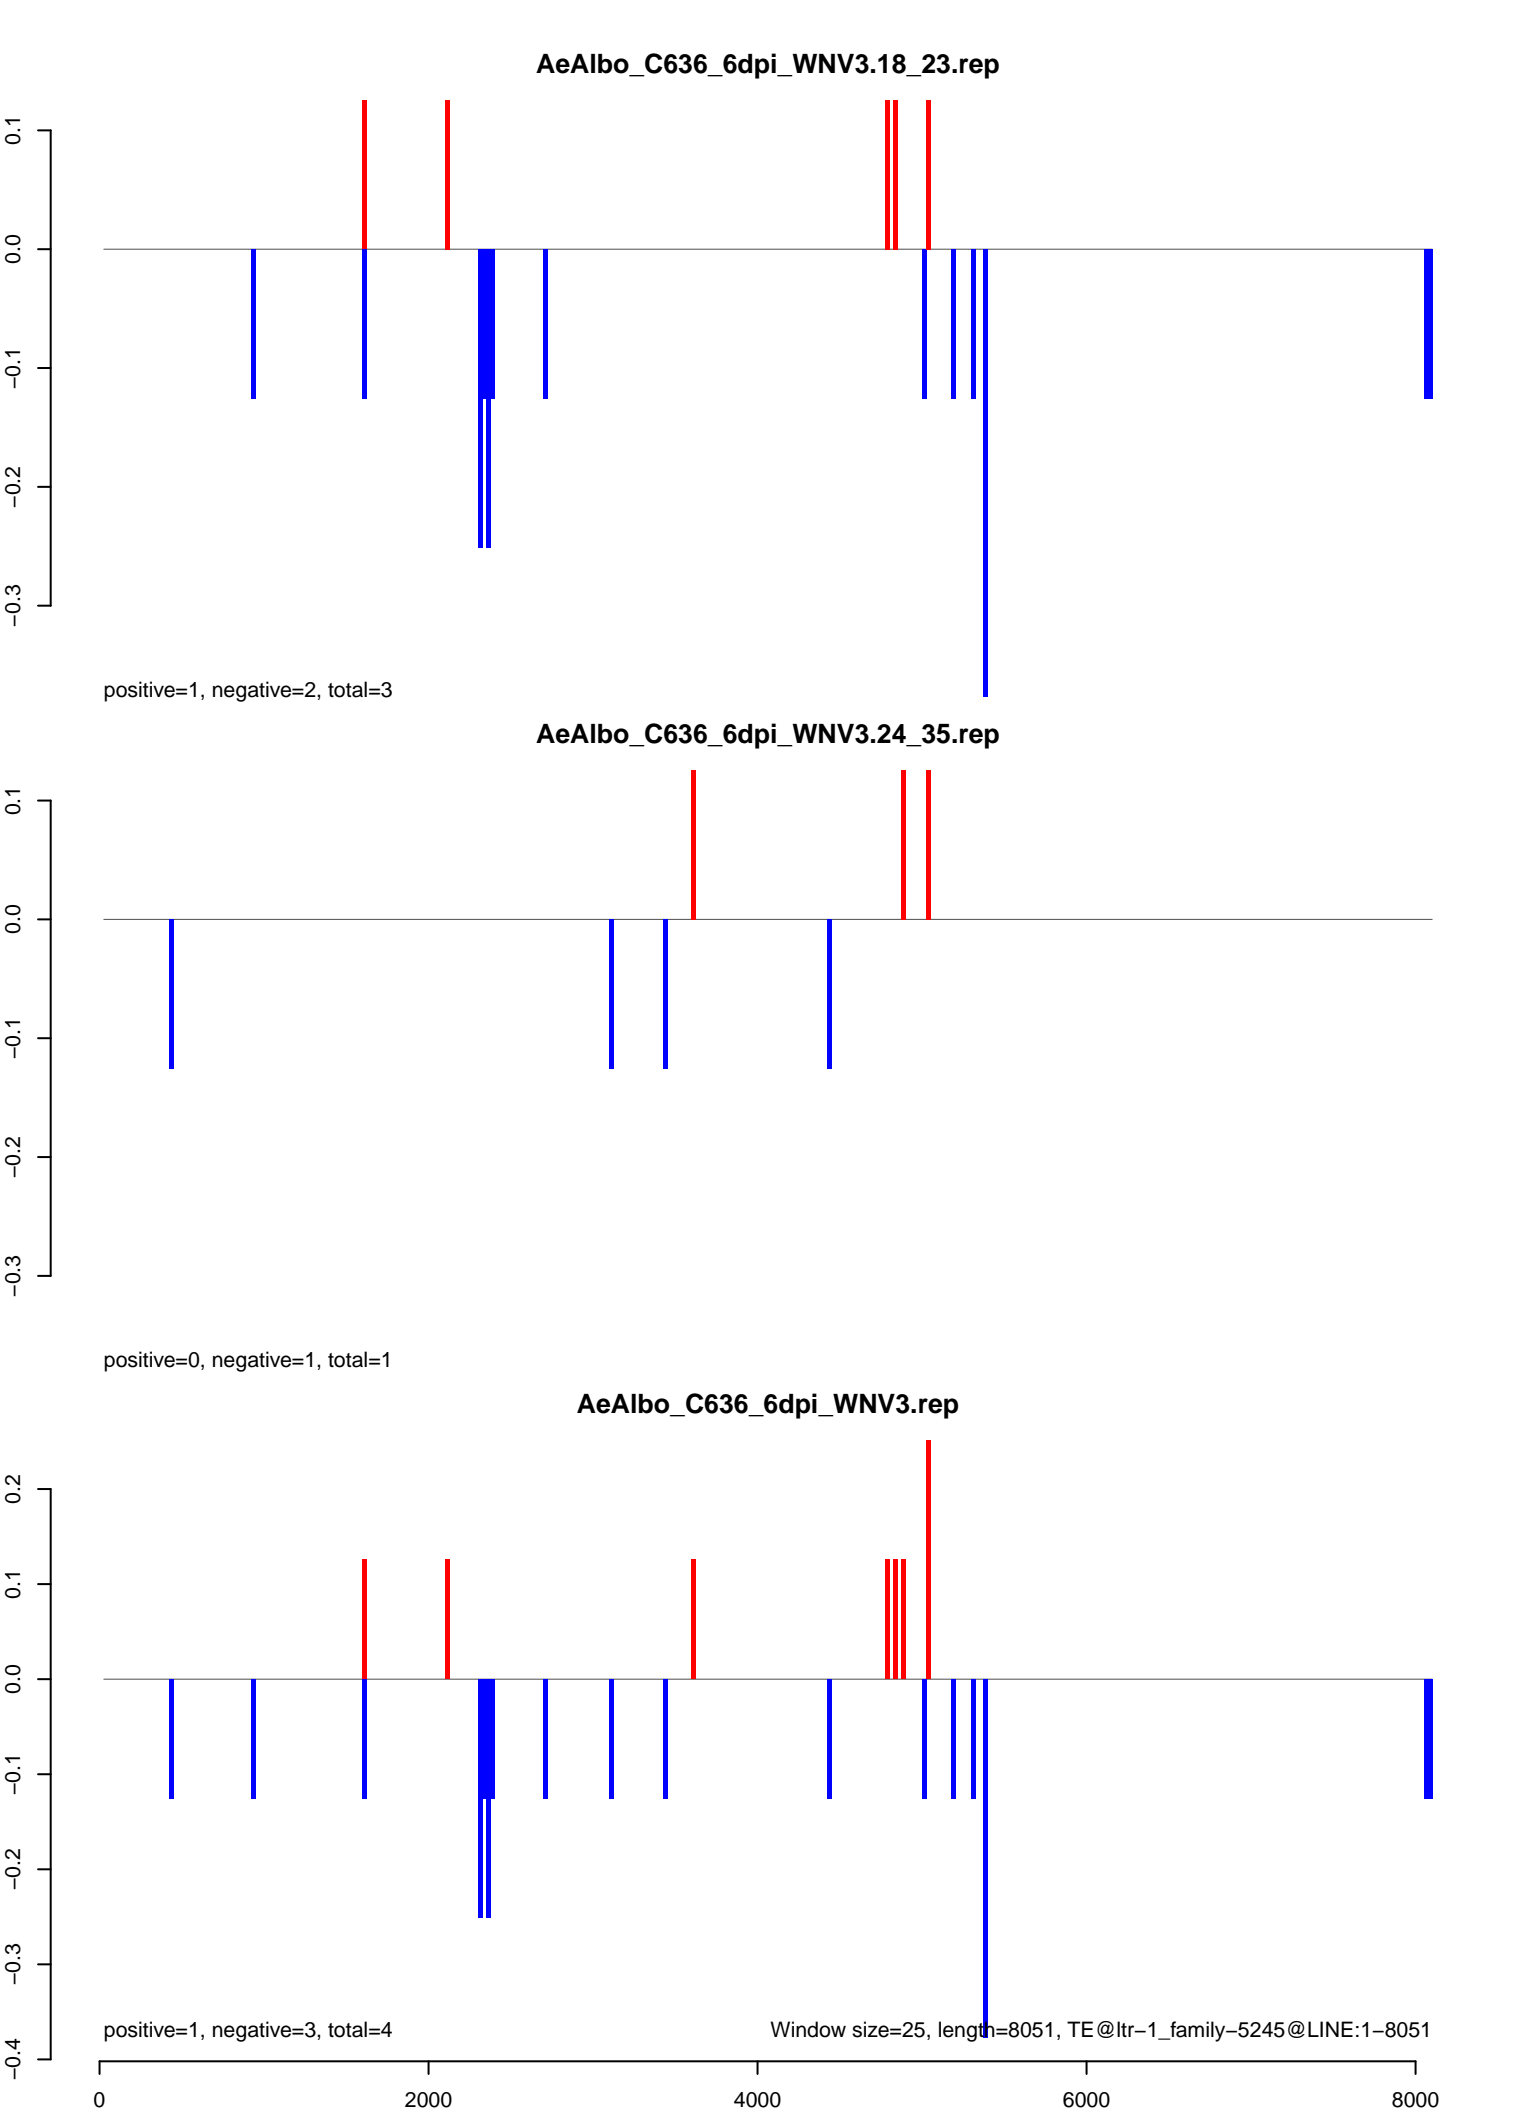 AeAlbo_C636_6dpi_WNV3.18_23.rep
0.1
0.0
−0.1
−0.2
−0.3
positive=1, negative=2, total=3
AeAlbo_C636_6dpi_WNV3.24_35.rep
0.1
0.0
−0.1
−0.2
−0.3
positive=0, negative=1, total=1
AeAlbo_C636_6dpi_WNV3.rep
0.2
0.1
0.0
−0.1
−0.2
−0.3
−0.4
positive=1, negative=3, total=4
Window size=25, length=8051, TE@ltr−1_family−5245@LINE:1−8051
0 2000 4000 6000 8000